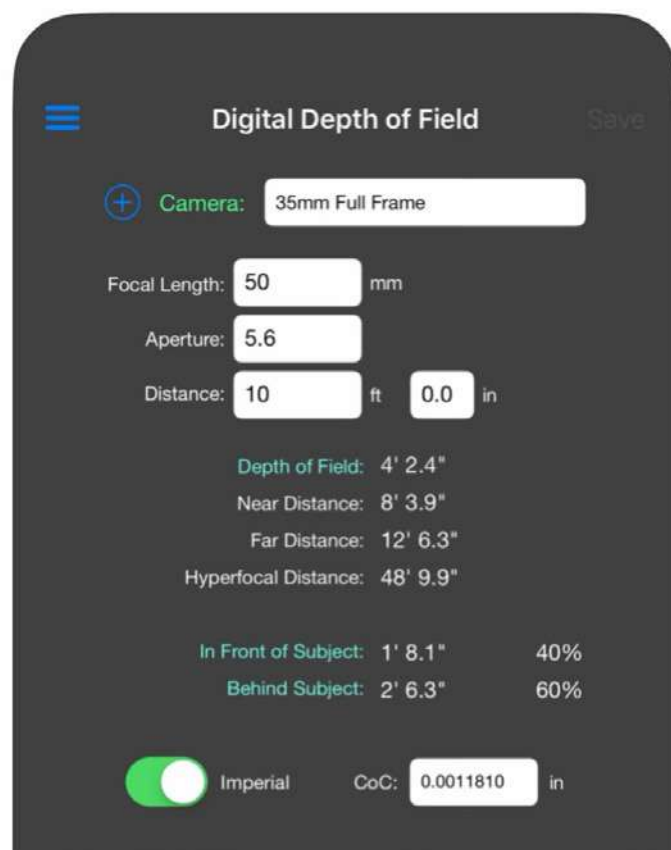 Digital Depth of Field Save
Camera: 35mm Full Frame
Focal Length: 50 mm
Aperture: 5.6
Distance: 10 ft 0.0 in
Depth of Field: 4' 2.4"
Near Distance: 8' 3.9"
Far Distance: 12' 6.3"
Hyperfocal Distance: 48' 9.9"
In Front of Subject: 1' 8.1" 40%
Behind Subject: 2' 6.3" 60%
Imperial CoC: 0.0011810 in